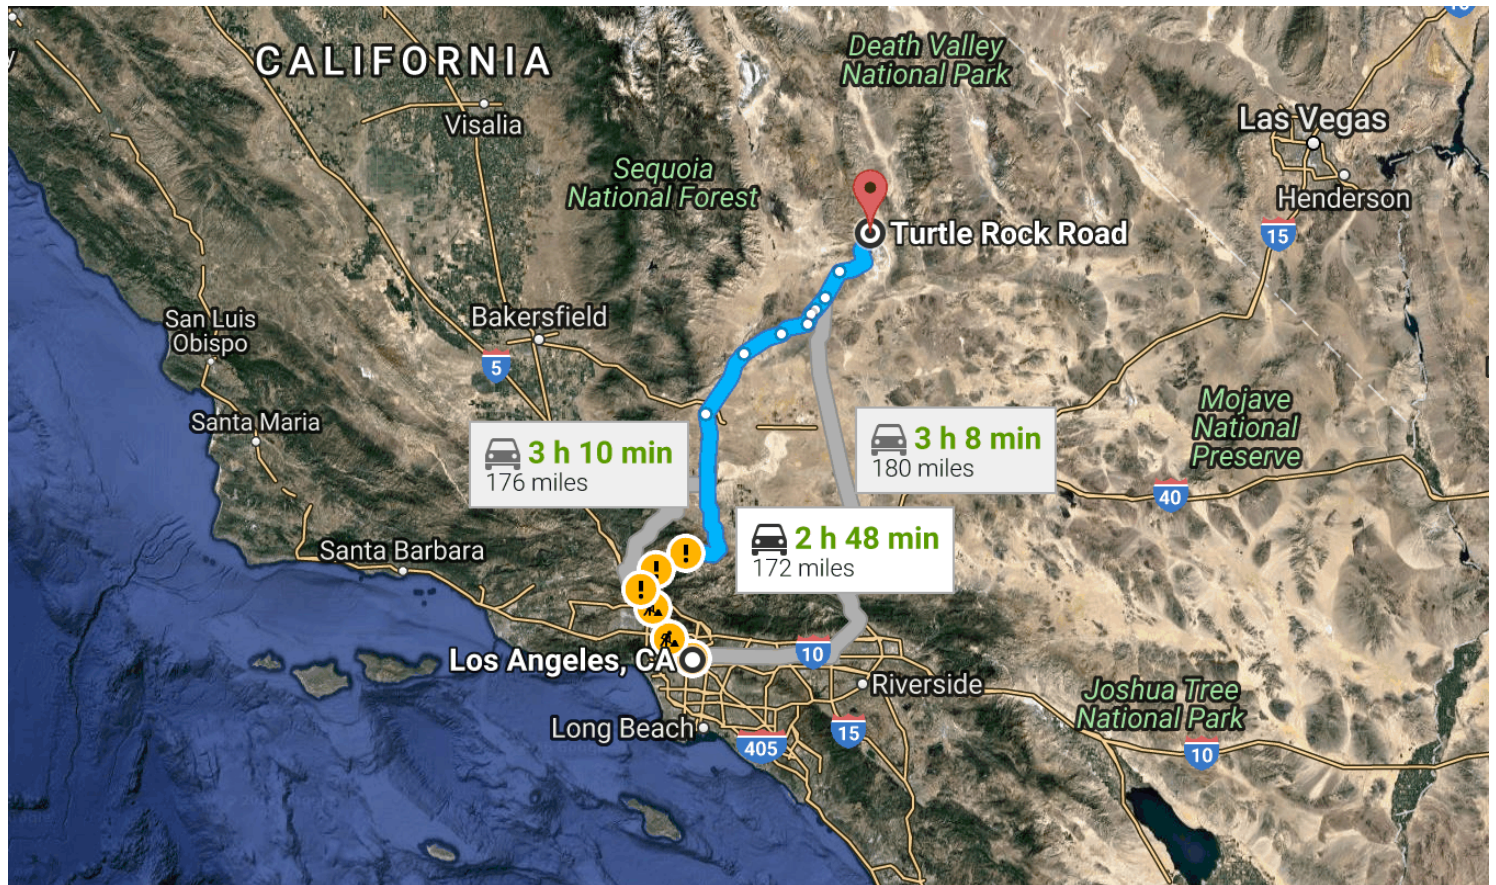 CALIFORNIA
Visalia
Death Valley
National Park
Las Vegas
Henderson
15
Sequoia
National Forest
Turtle Rock Road
San Luis
Obispo
Bakersfield
5
Santa Maria
3 h 10 min
176 miles
3 h 8 min
180 miles
Mojave
National
Preserve
40
2 h 48 min
172 miles
Santa Barbara
Los Angeles, CA
10
Riverside
Long Beach
405
15
Joshua Tree
National Park
10